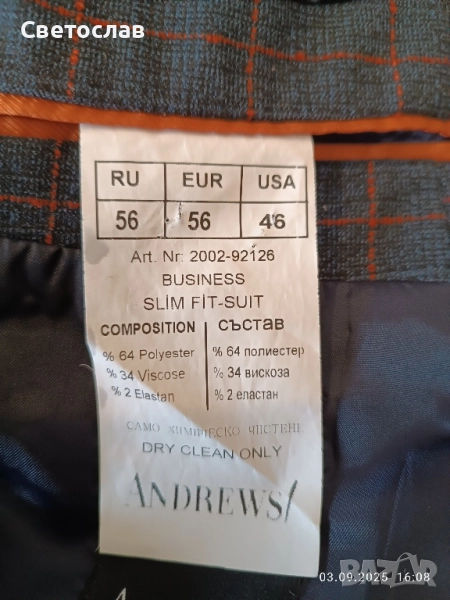 Светослав
RU EUR USA
56 56 46
Art. Nr: 2002-92126
BUSINESS
SLIM FIT-SUIT
COMPOSITION Състав
% 64 Polyester % 64 полиестер
% 34 Viscose % 34 вискоза
% 2 Elastan % 2 еластан
САМО ХИМИЧЕСКО ЧИСТЕНЕ
DRY CLEAN ONLY
ANDREWS/
BAZAR
03.09.2025 16:08